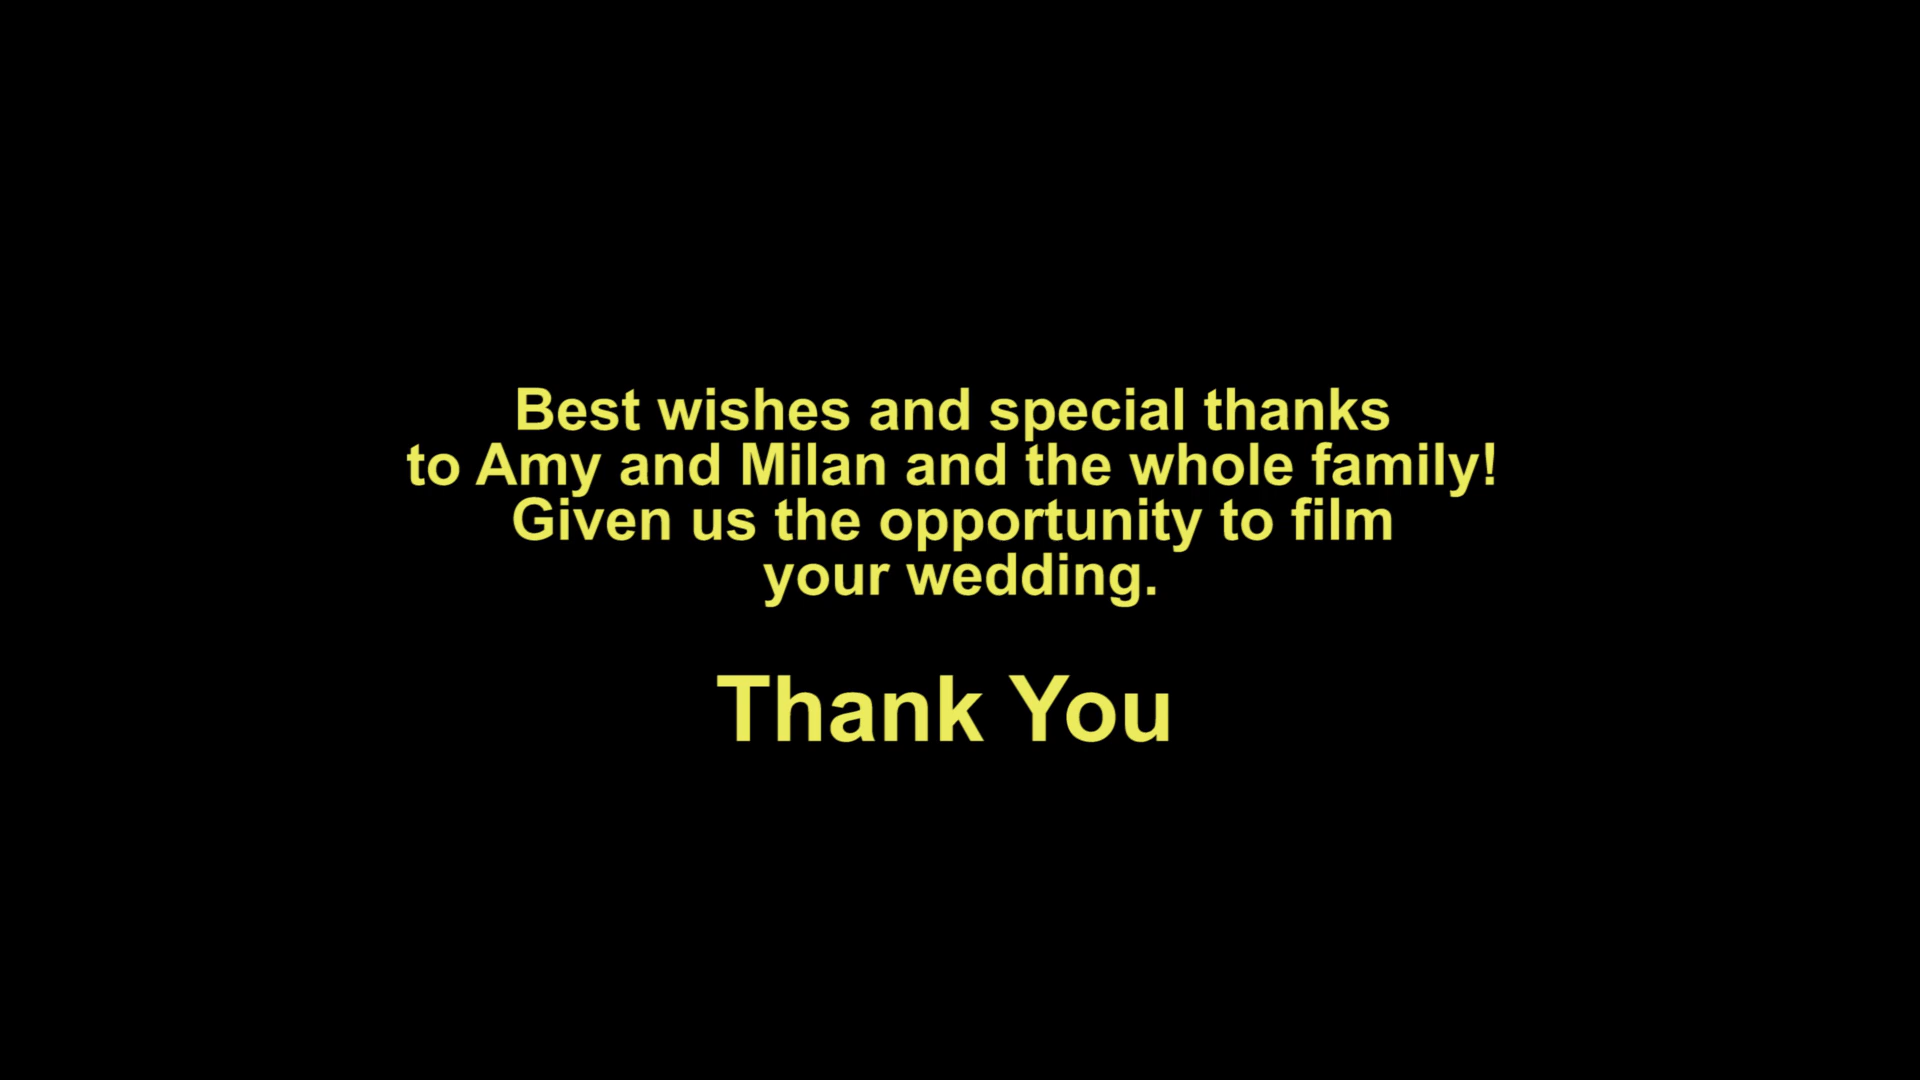 Best wishes and special thanks
to Amy and Milan and the whole family!
Given us the opportunity to film
your wedding.
Thank You